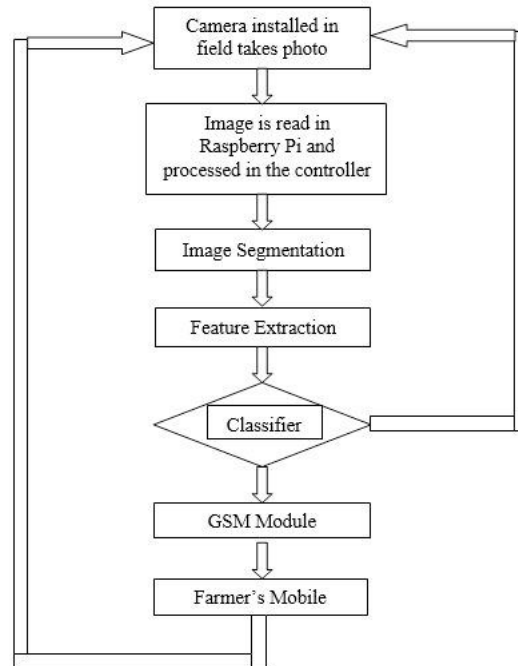 Camera installed in
field takes photo
Image is read in
Raspberry Pi and
processed in the controller
Image Segmentation
Feature Extraction
Classifier
GSM Module
Farmer’s Mobile